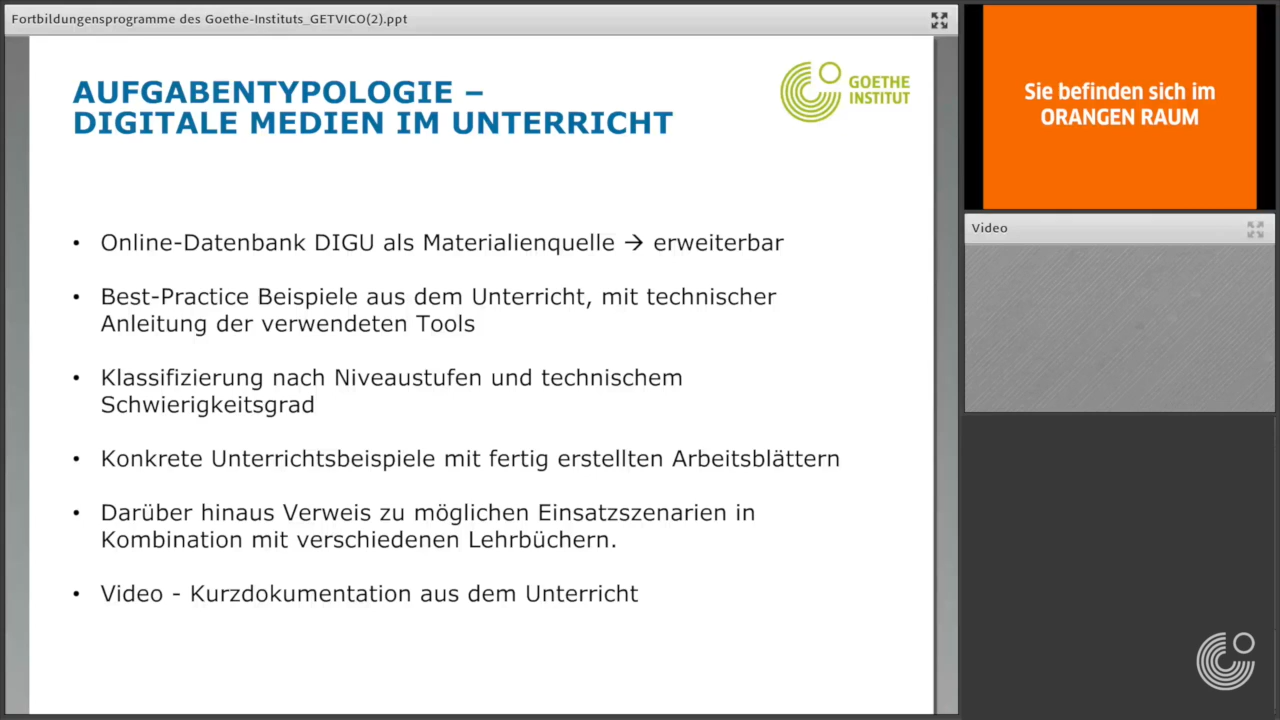 Fortbildungensprogramme des Goethe-Instituts_GETVICO(2).ppt
AUFGABENTYPOLOGIE –
DIGITALE MEDIEN IM UNTERRICHT
GOETHE
INSTITUT
• Online-Datenbank DIGU als Materialienquelle → erweiterbar
• Best-Practice Beispiele aus dem Unterricht, mit technischer
Anleitung der verwendeten Tools
• Klassifizierung nach Niveaustufen und technischem
Schwierigkeitsgrad
• Konkrete Unterrichtsbeispiele mit fertig erstellten Arbeitsblättern
• Darüber hinaus Verweis zu möglichen Einsatzszenarien in
Kombination mit verschiedenen Lehrbüchern.
• Video - Kurzdokumentation aus dem Unterricht
Sie befinden sich im
ORANGEN RAUM
Video